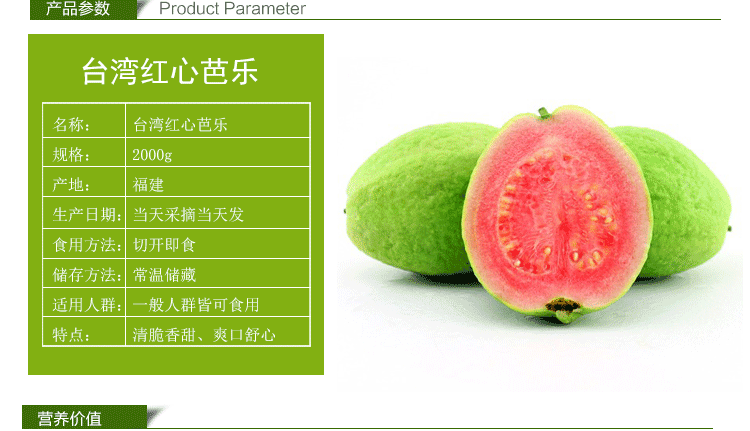 产品参数 Product Parameter
台湾红心芭乐
名称： 台湾红心芭乐
规格： 2000g
产地： 福建
生产日期： 当天采摘当天发
食用方法： 切开即食
储存方法： 常温储藏
适用人群： 一般人群皆可食用
特点： 清脆香甜、爽口舒心
营养价值